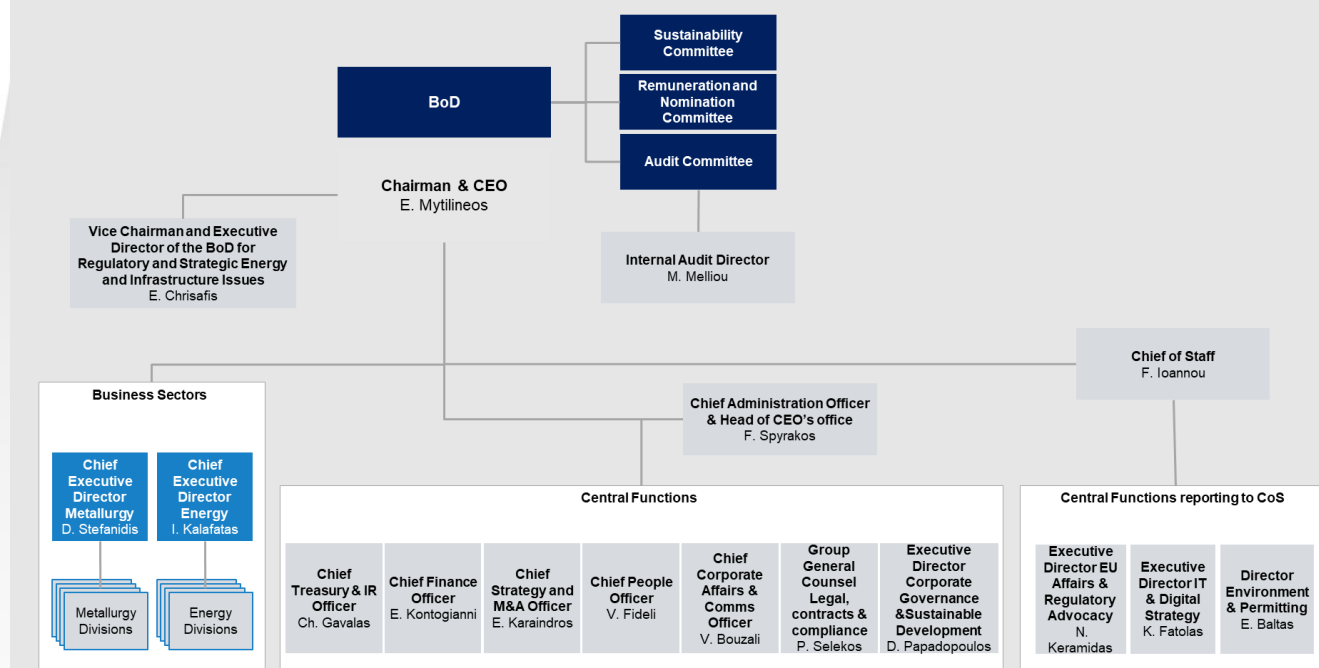 Sustainability
Committee
BoD
Remuneration and
Nomination
Committee
Audit Committee
Chairman & CEO
E. Mytilineos
Vice Chairman and Executive
Director of the BoD for
Regulatory and Strategic Energy
and Infrastructure Issues
E. Chrisafis
Internal Audit Director
M. Melliou
Chief of Staff
F. Ioannou
Business Sectors
Chief Administration Officer
& Head of CEO's office
F. Spyrakos
Chief
Executive
Director
Metallurgy
D. Stefanidis
Chief
Executive
Director
Energy
I. Kalafatas
Metallurgy
Divisions
Energy
Divisions
Central Functions
Chief
Treasury & IR
Officer
Ch. Gavalas
Chief Finance
Officer
E. Kontogianni
Chief
Strategy and
M&A Officer
E. Karaindros
Chief People
Officer
V. Fideli
Chief
Corporate
Affairs &
Comms
Officer
V. Bouzali
Group
General
Counsel
Legal,
contracts &
compliance
P. Selekos
Executive
Director
Corporate
Governance
&Sustainable
Development
D. Papadopoulos
Central Functions reporting to CoS
Executive
Director EU
Affairs &
Regulatory
Advocacy
N.
Keramidas
Executive
Director IT
& Digital
Strategy
K. Fatolas
Director
Environment
& Permitting
E. Baltas